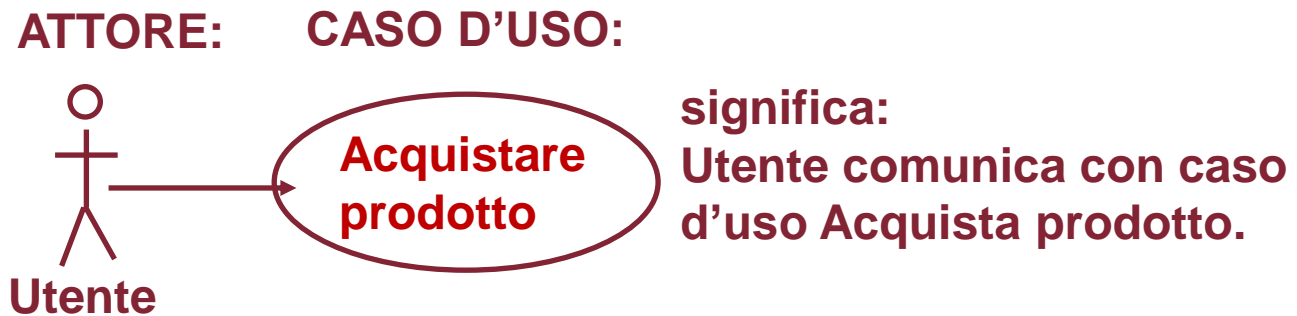 ATTORE:
CASO D’USO:
Acquistare
prodotto
significa:
Utente comunica con caso
d’uso Acquista prodotto.
Utente